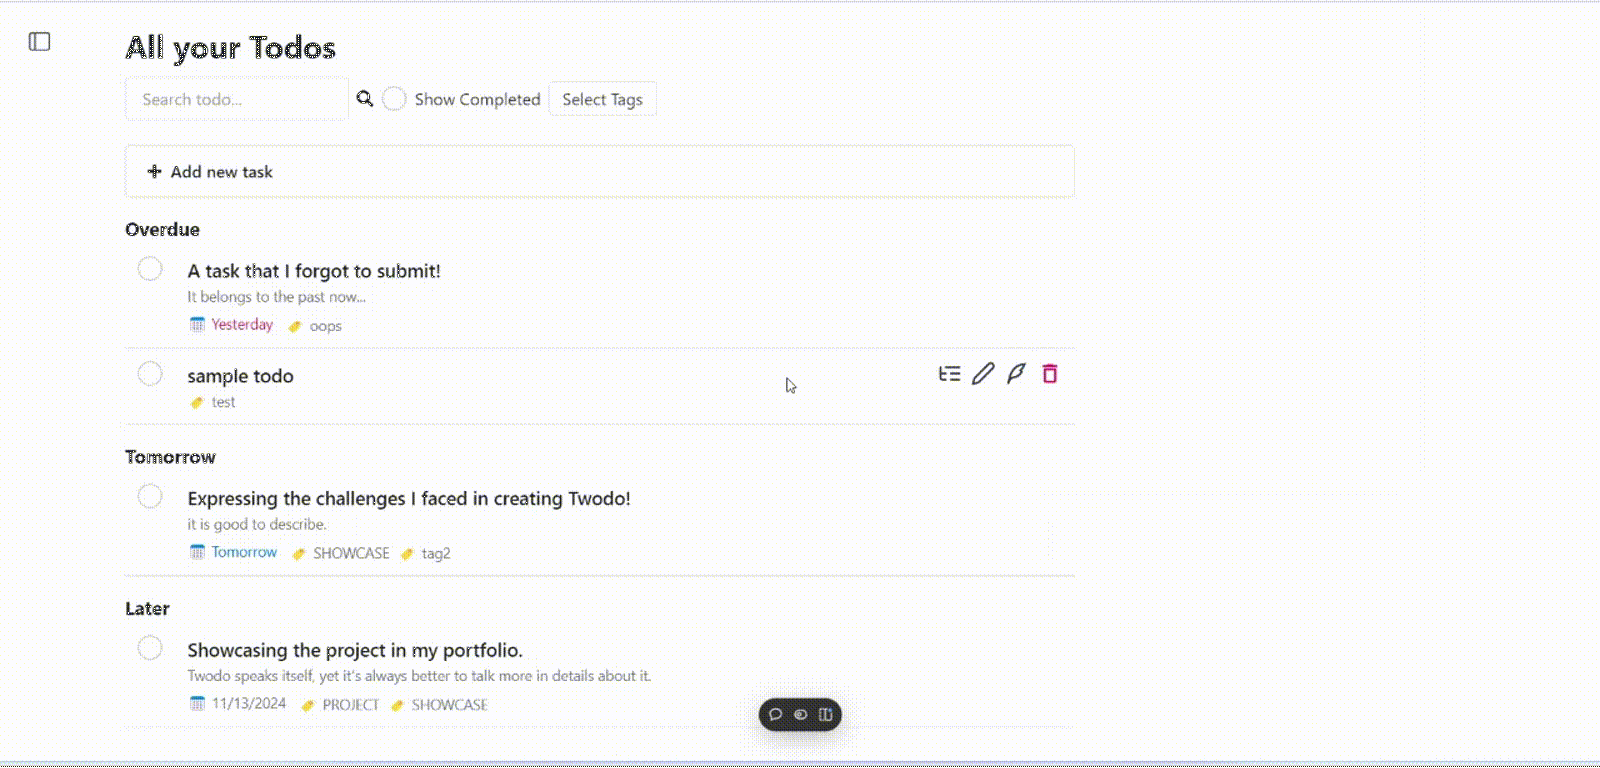 All your Todos
Search todo...
Show Completed
Select Tags
Add new task
Overdue
A task that I forgot to submit!
It belongs to the past now...
Yesterday oops
sample todo
test
Tomorrow
Expressing the challenges I faced in creating Twodo!
it is good to describe.
Tomorrow SHOWCASE tag2
Later
Showcasing the project in my portfolio.
Twodo speaks itself, yet it's always better to talk more in details about it.
11/13/2024 PROJECT SHOWCASE